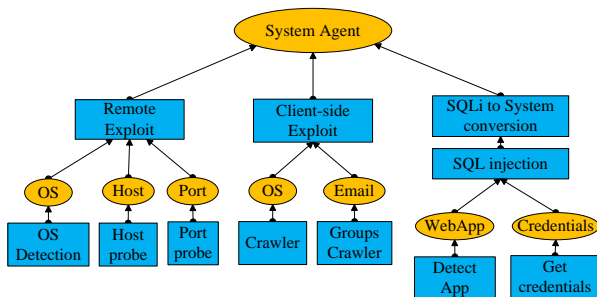 System Agent
Remote
Exploit
Client-side
Exploit
SQLi to System
conversion
SQL injection
OS
Host
Port
OS
Email
WebApp
Credentials
OS
Detection
Host
probe
Port
probe
Crawler
Groups
Crawler
Detect
App
Get
credentials